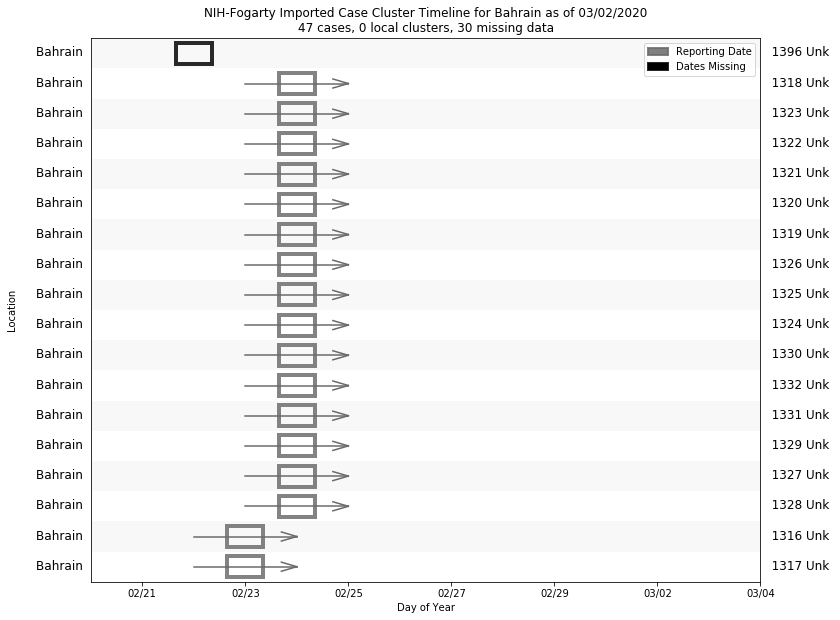 NIH-Fogarty Imported Case Cluster Timeline for Bahrain as of 03/02/2020
47 cases, 0 local clusters, 30 missing data
Reporting Date
Dates Missing
Bahrain 1396 Unk
Bahrain 1318 Unk
Bahrain 1323 Unk
Bahrain 1322 Unk
Bahrain 1321 Unk
Bahrain 1320 Unk
Bahrain 1319 Unk
Bahrain 1326 Unk
Bahrain 1325 Unk
Bahrain 1324 Unk
Bahrain 1330 Unk
Bahrain 1332 Unk
Bahrain 1331 Unk
Bahrain 1329 Unk
Bahrain 1327 Unk
Bahrain 1328 Unk
Bahrain 1316 Unk
Bahrain 1317 Unk
Location
02/21 02/23 02/25 02/27 02/29 03/02 03/04
Day of Year